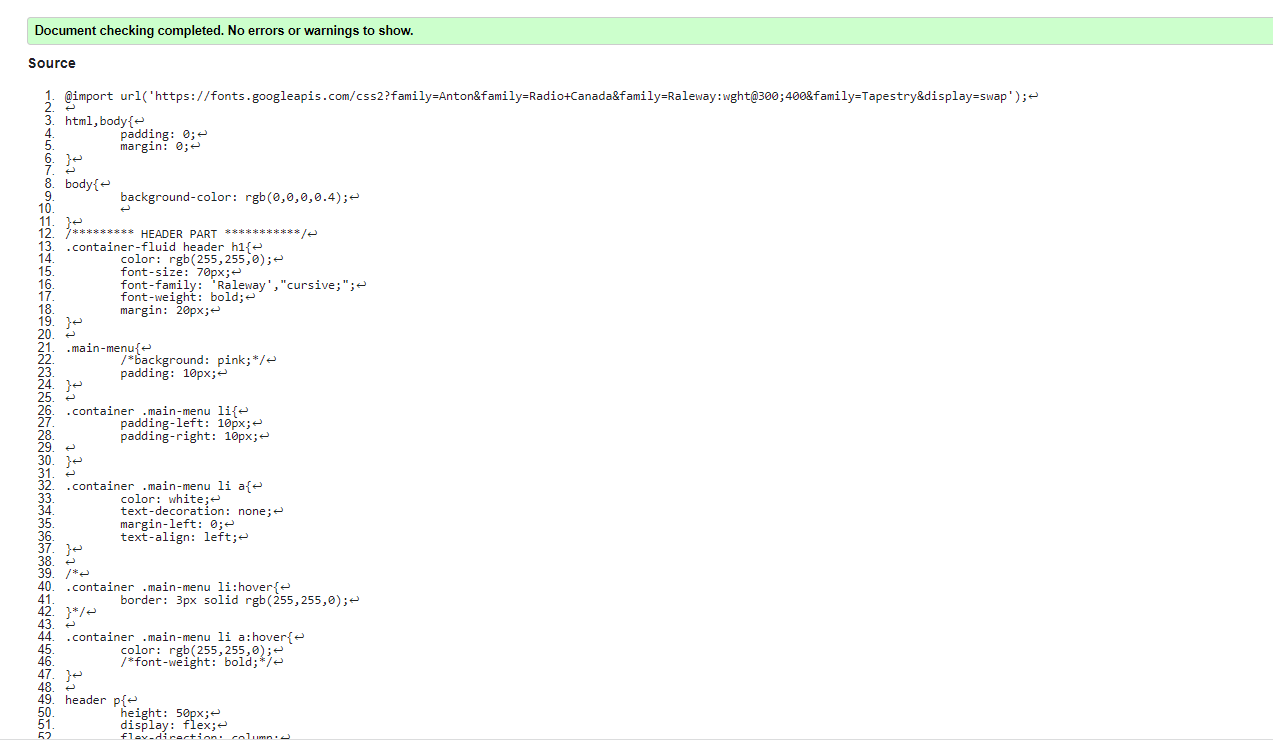 Document checking completed. No errors or warnings to show.
Source
1. @import url('https://fonts.googleapis.com/css2?family=Anton&family=Radio+Canada&family=Raleway:wght@300;400&family=Tapestry&display=swap');↩
2. ↩
3. html,body{↩
4. padding: 0;↩
5. margin: 0;↩
6. }↩
7. ↩
8. body{↩
9. background-color: rgb(0,0,0,0.4);↩
10. ↩
11. }↩
12. /********* HEADER PART ***********/↩
13. .container-fluid header h1{↩
14. color: rgb(255,255,0);↩
15. font-size: 70px;↩
16. font-family: 'Raleway',"cursive;";↩
17. font-weight: bold;↩
18. margin: 20px;↩
19. }↩
20. ↩
21. .main-menu{↩
22. /*background: pink;*/↩
23. padding: 10px;↩
24. }↩
25. ↩
26. .container .main-menu li{↩
27. padding-left: 10px;↩
28. padding-right: 10px;↩
29. ↩
30. }↩
31. ↩
32. .container .main-menu li a{↩
33. color: white;↩
34. text-decoration: none;↩
35. margin-left: 0;↩
36. text-align: left;↩
37. }↩
38. ↩
39. /*↩
40. .container .main-menu li:hover{↩
41. border: 3px solid rgb(255,255,0);↩
42. }*/↩
43. ↩
44. .container .main-menu li a:hover{↩
45. color: rgb(255,255,0);↩
46. /*font-weight: bold;*/↩
47. }↩
48. ↩
49. header p{↩
50. height: 50px;↩
51. display: flex;↩
52. flex-direction: column;↩